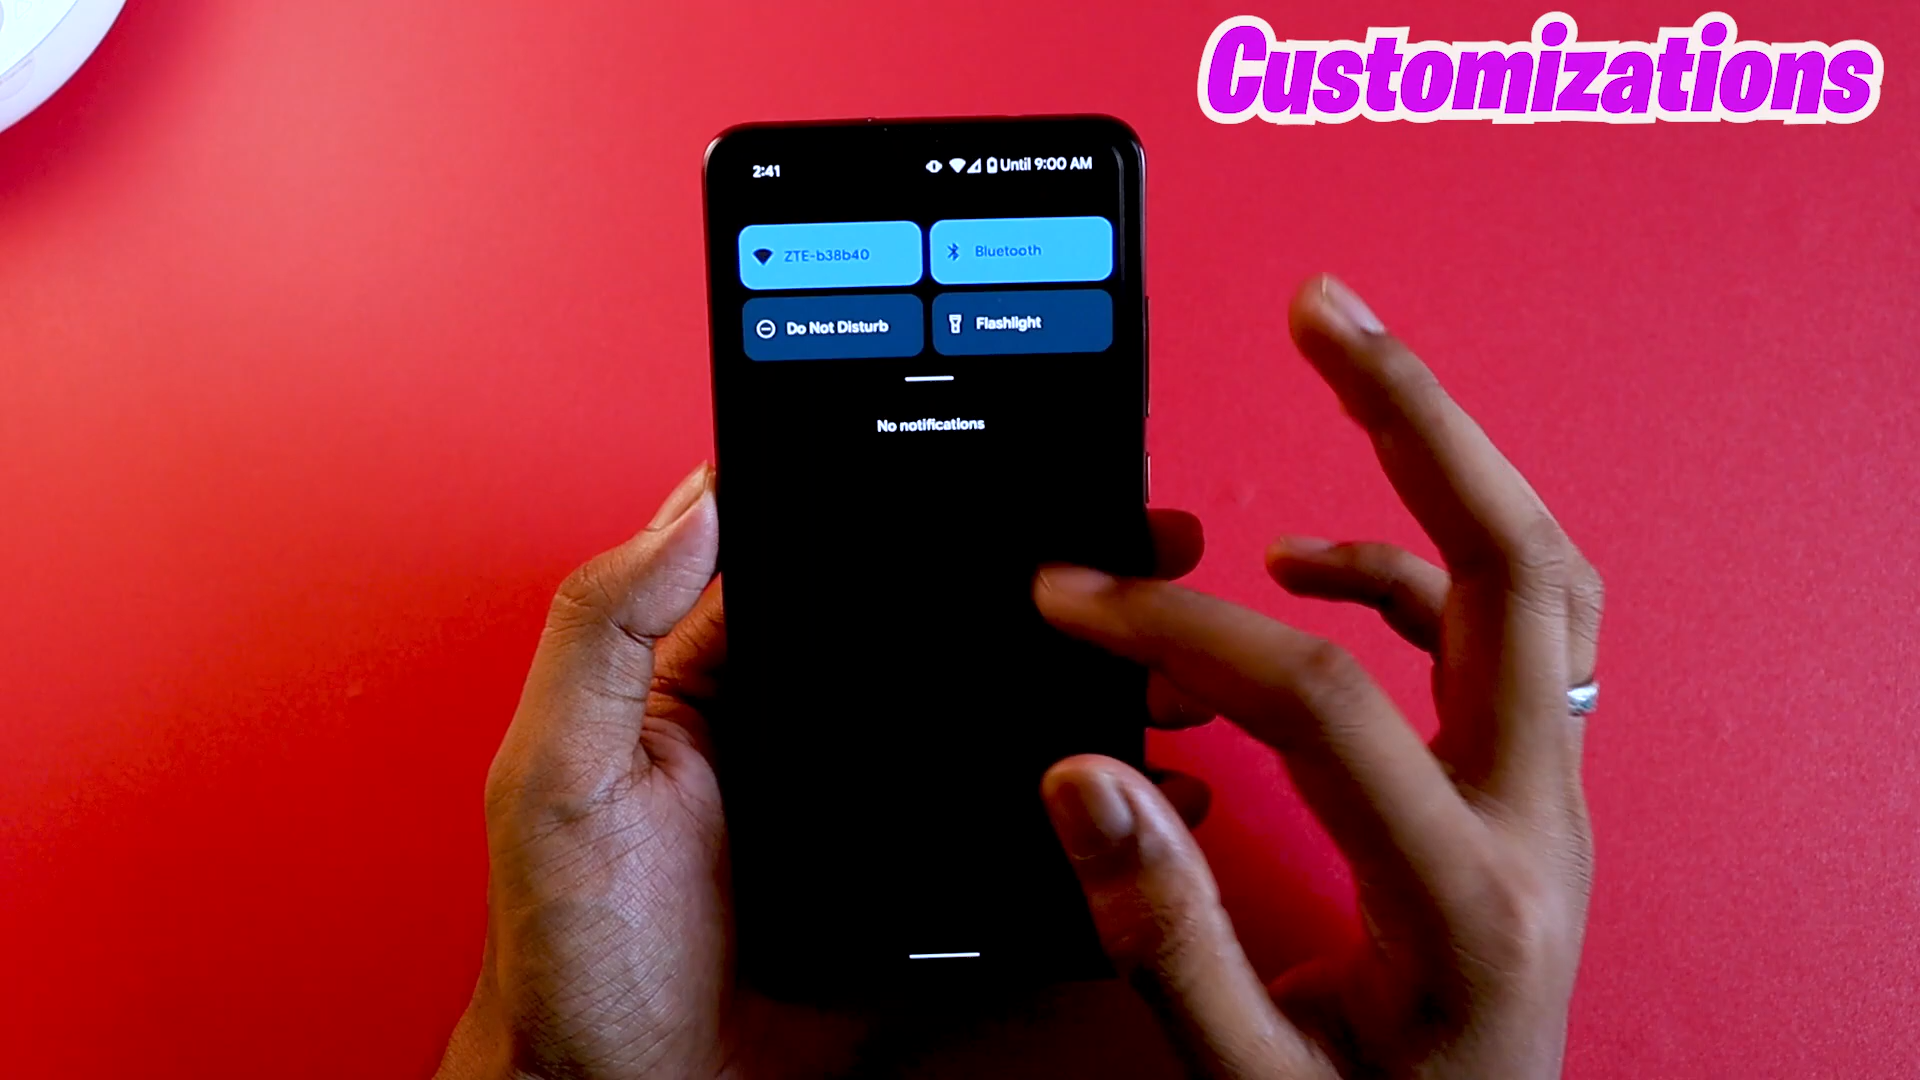 Customizations
2:41
Until 9:00 AM
ZTE-b38b40
Bluetooth
Do Not Disturb
Flashlight
No notifications